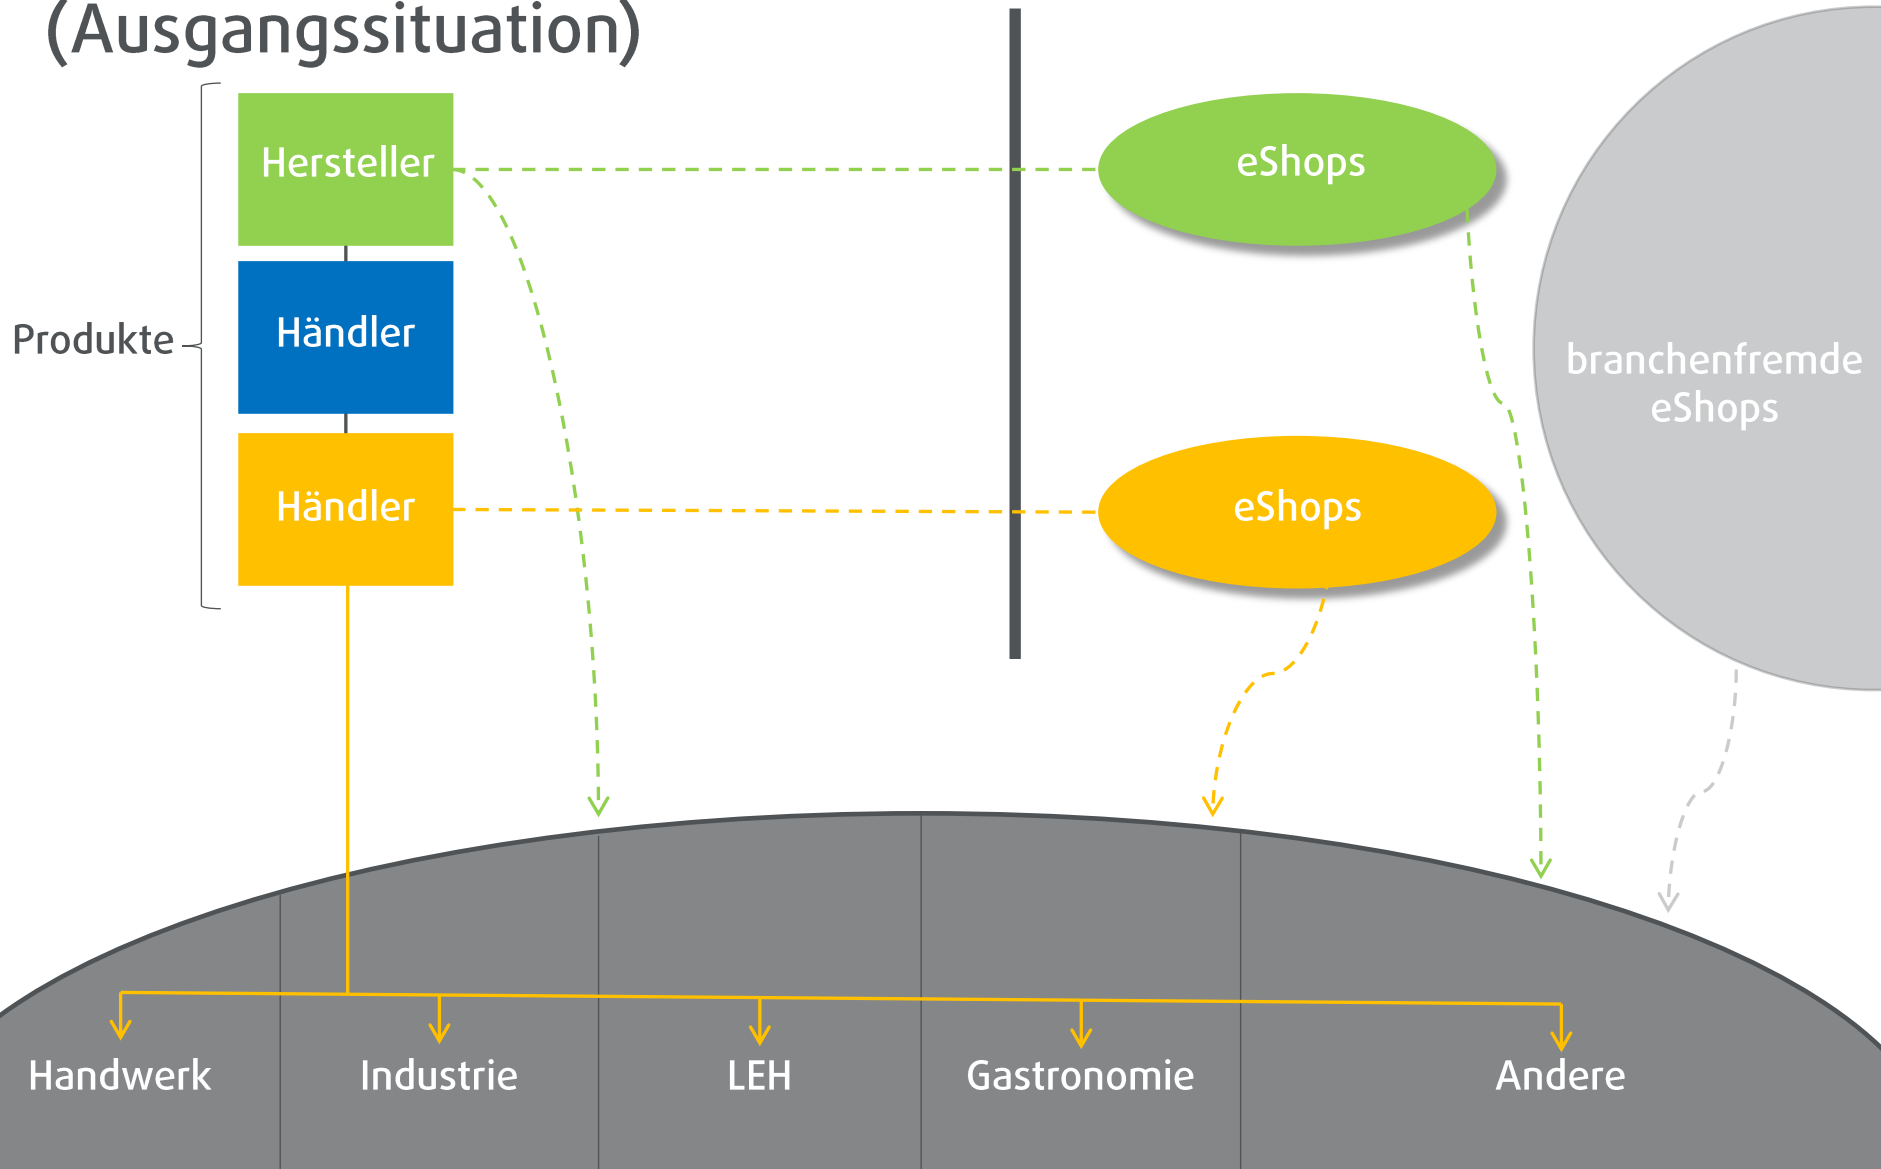 (Ausgangssituation)
Hersteller
eShops
Händler
Produkte
branchenfremde
eShops
Händler
eShops
Handwerk
Industrie
LEH
Gastronomie
Andere